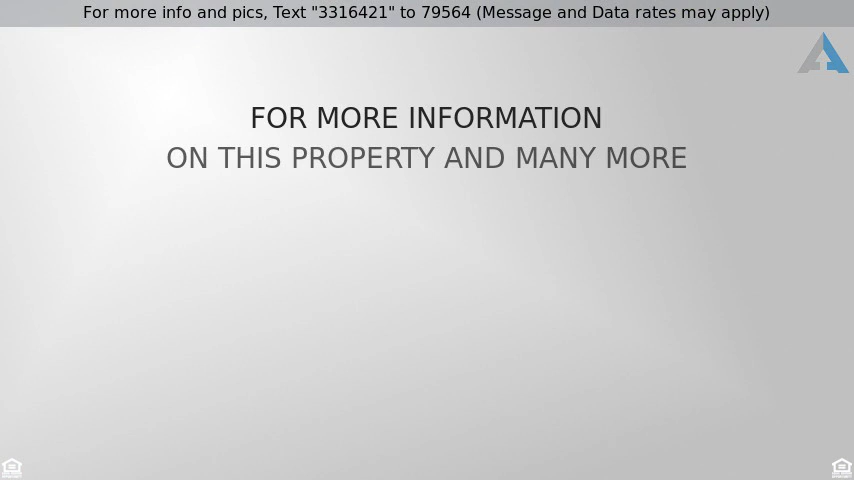 For more info and pics, Text "3316421" to 79564 (Message and Data rates may apply)
FOR MORE INFORMATION
ON THIS PROPERTY AND MANY MORE